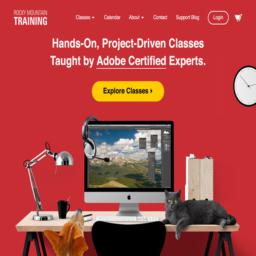 ROCKY MOUNTAIN
TRAINING
Classes Calendar About Contact Support Blog Login
Hands-On, Project-Driven Classes
Taught by Adobe Certified Experts.
Explore Classes ›